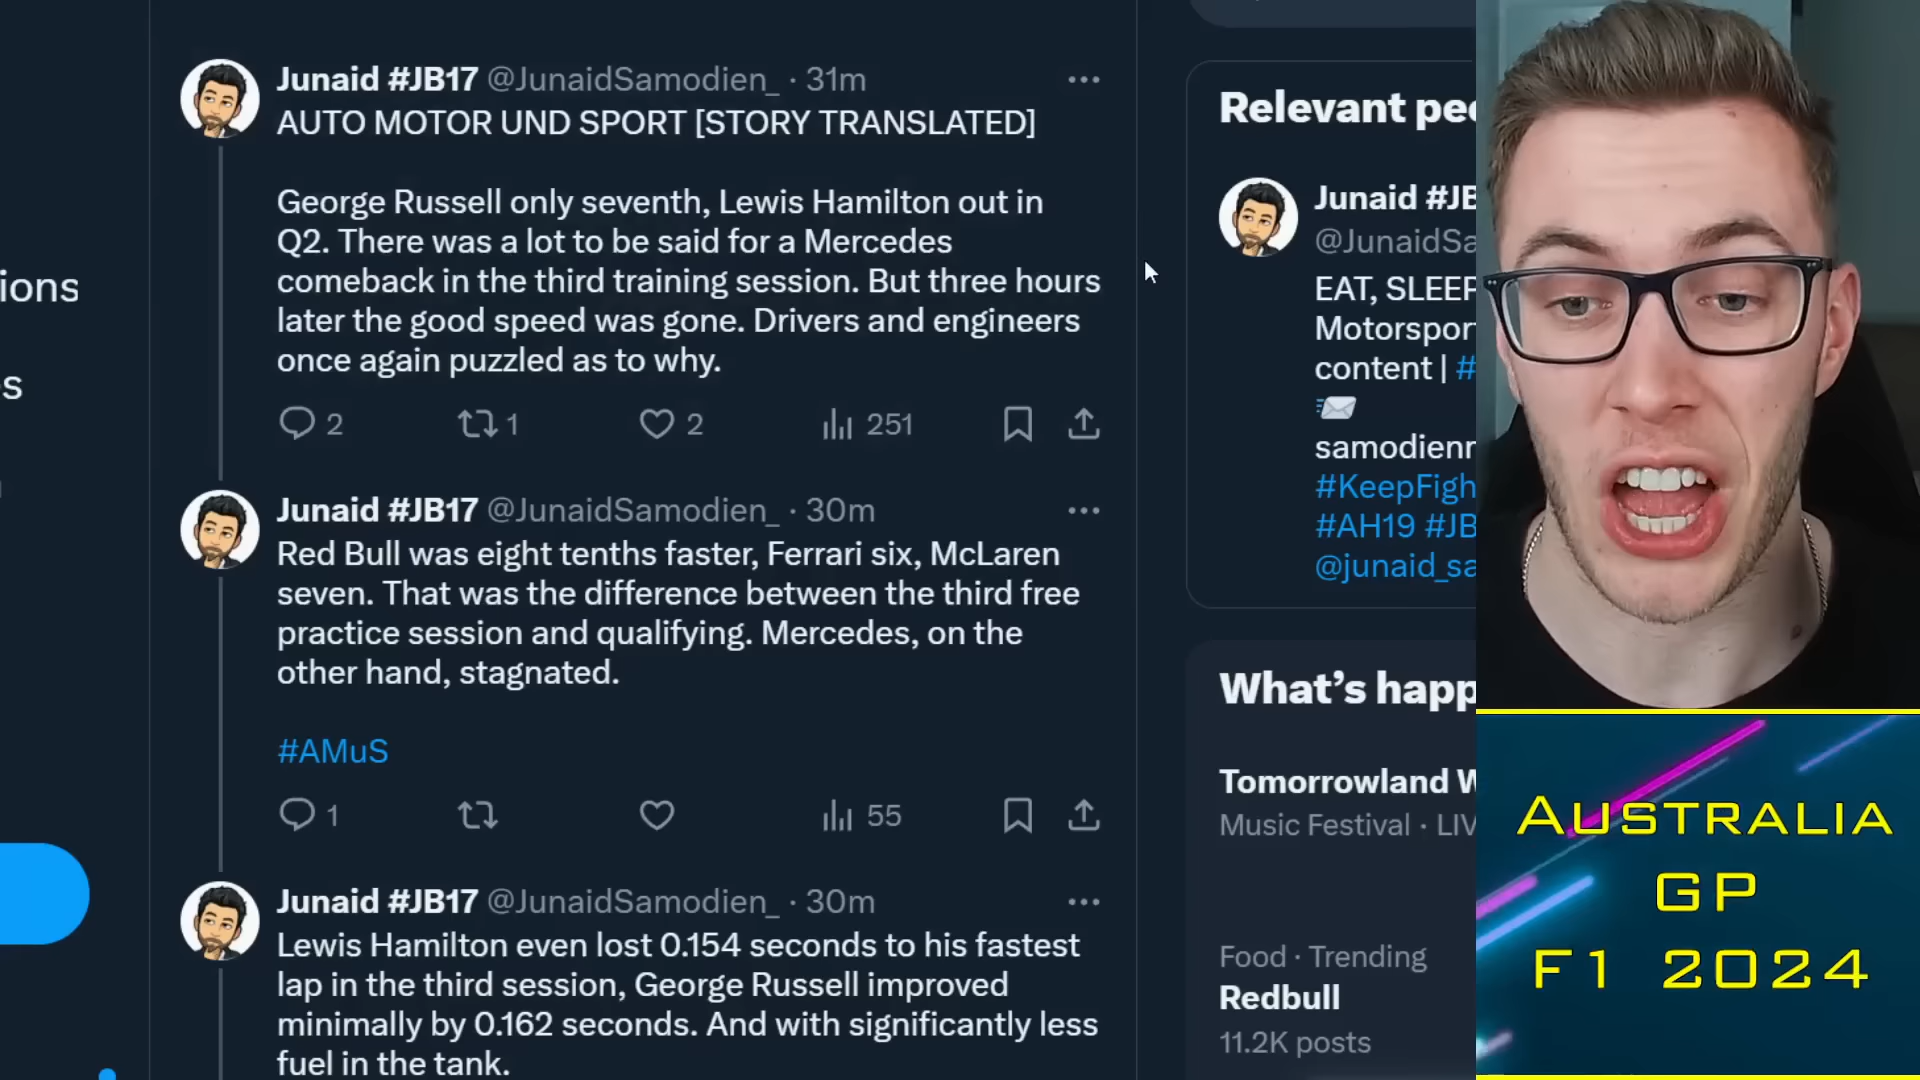 Junaid #JB17 @JunaidSamodien_ · 31m
AUTO MOTOR UND SPORT [STORY TRANSLATED]
George Russell only seventh, Lewis Hamilton out in
Q2. There was a lot to be said for a Mercedes
comeback in the third training session. But three hours
later the good speed was gone. Drivers and engineers
once again puzzled as to why.
2 1 2 251
Junaid #JB17 @JunaidSamodien_ · 30m
Red Bull was eight tenths faster, Ferrari six, McLaren
seven. That was the difference between the third free
practice session and qualifying. Mercedes, on the
other hand, stagnated.
#AMuS
1 55
Junaid #JB17 @JunaidSamodien_ · 30m
Lewis Hamilton even lost 0.154 seconds to his fastest
lap in the third session, George Russell improved
minimally by 0.162 seconds. And with significantly less
fuel in the tank.
ions
s
Relevant peo
Junaid #JB
@JunaidSa
EAT, SLEEP
Motorspor
content | #
samodienr
#KeepFigh
#AH19 #JB
@junaid_sa
What's happ
Tomorrowland W
Music Festival · LIV
Food · Trending
Redbull
11.2K posts
AUSTRALIA
GP
F1 2024